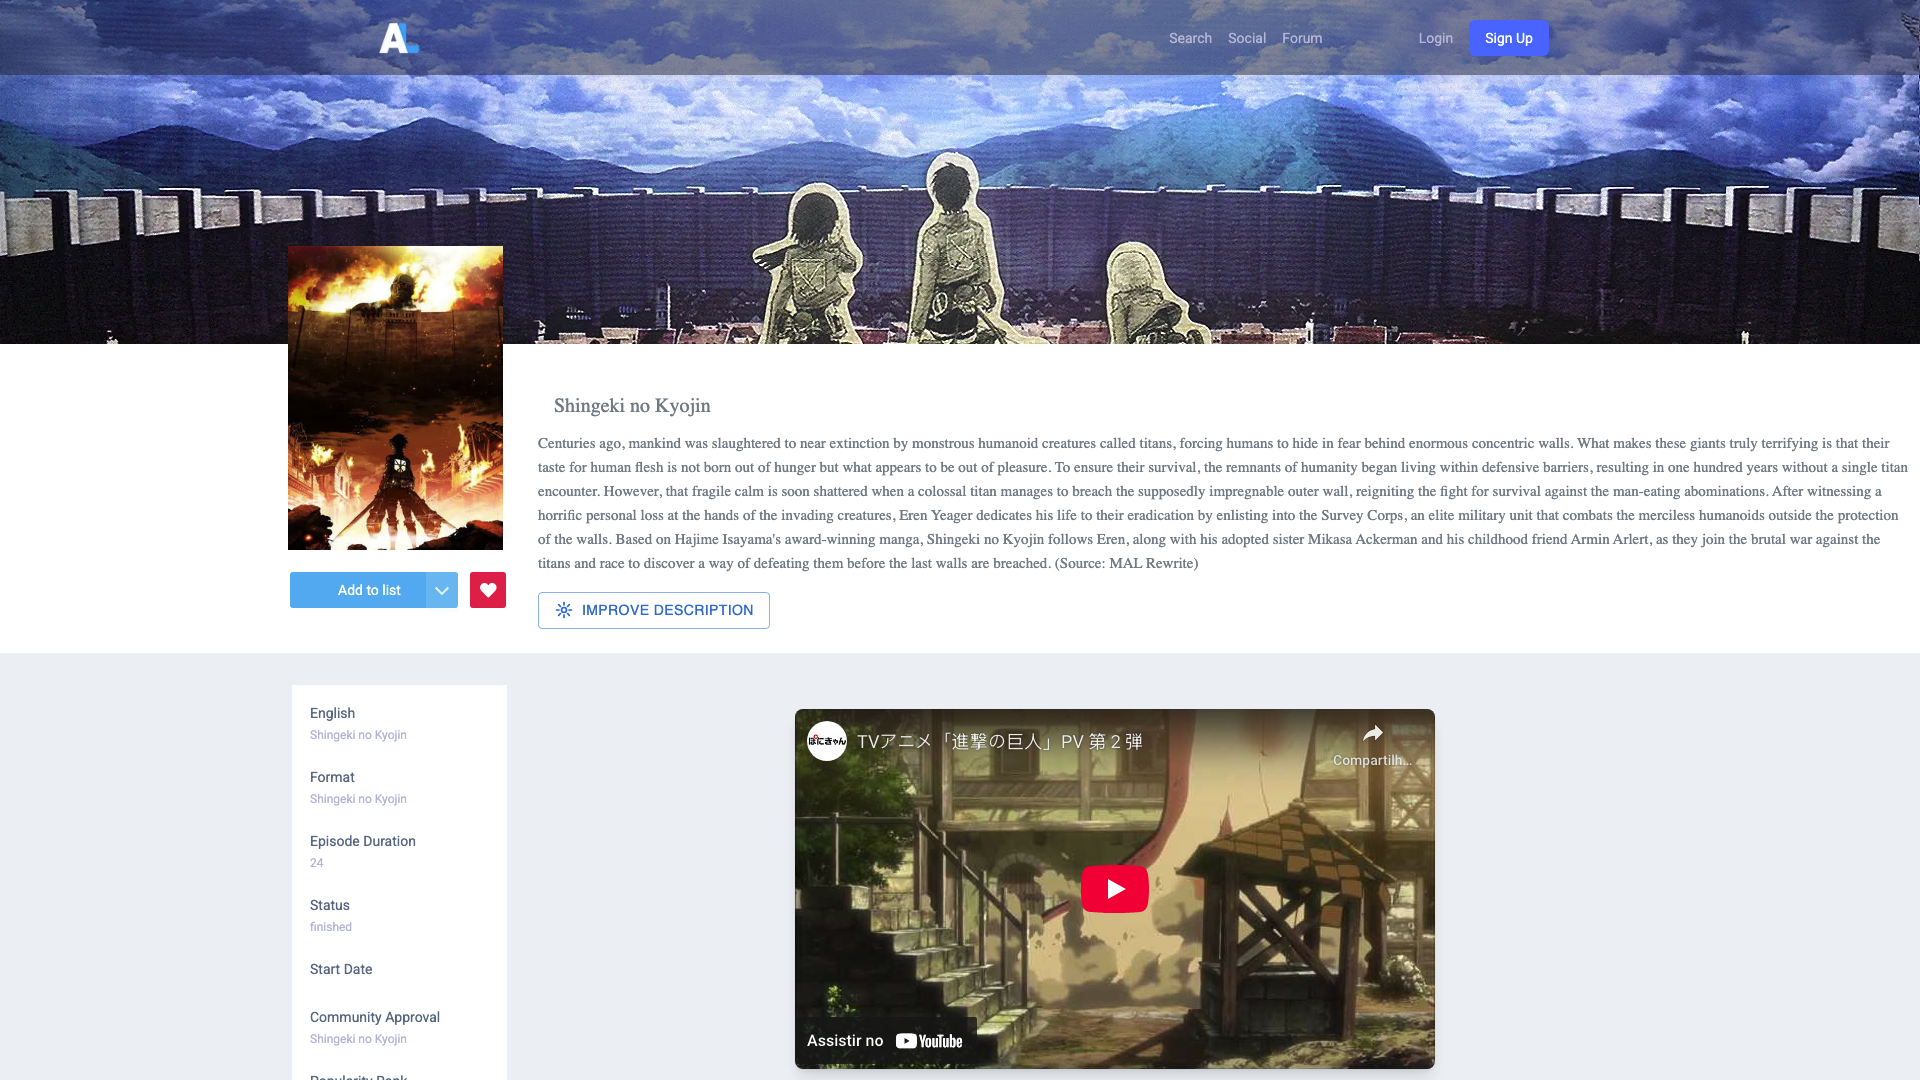 AL
Search Social Forum Login Sign Up
Shingeki no Kyojin
Centuries ago, mankind was slaughtered to near extinction by monstrous humanoid creatures called titans, forcing humans to hide in fear behind enormous concentric walls. What makes these giants truly terrifying is that their
taste for human flesh is not born out of hunger but what appears to be out of pleasure. To ensure their survival, the remnants of humanity began living within defensive barriers, resulting in one hundred years without a single titan
encounter. However, that fragile calm is soon shattered when a colossal titan manages to breach the supposedly impregnable outer wall, reigniting the fight for survival against the man-eating abominations. After witnessing a
horrific personal loss at the hands of the invading creatures, Eren Yeager dedicates his life to their eradication by enlisting into the Survey Corps, an elite military unit that combats the merciless humanoids outside the protection
of the walls. Based on Hajime Isayama's award-winning manga, Shingeki no Kyojin follows Eren, along with his adopted sister Mikasa Ackerman and his childhood friend Armin Arlert, as they join the brutal war against the
titans and race to discover a way of defeating them before the last walls are breached. (Source: MAL Rewrite)
Add to list
IMPROVE DESCRIPTION
English
Shingeki no Kyojin
Format
Shingeki no Kyojin
Episode Duration
24
Status
finished
Start Date
Community Approval
Shingeki no Kyojin
Popularity Rank
ぽにきゃん
TVアニメ「進撃の巨人」PV 第２弾
Compartilh...
Assistir no YouTube